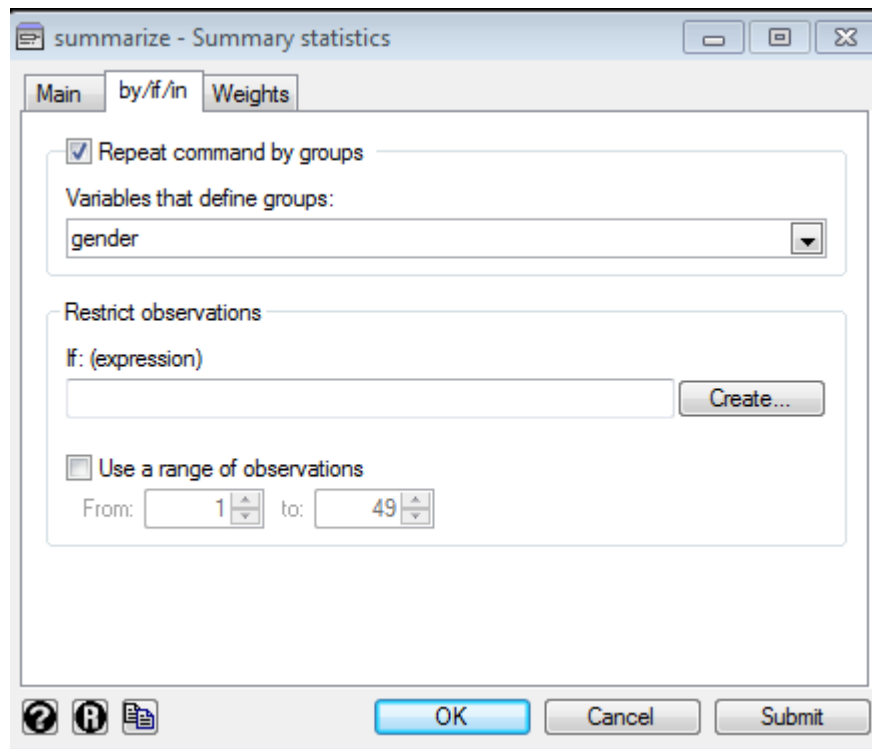 summarize - Summary statistics
Main by/if/in Weights
Repeat command by groups
Variables that define groups:
gender
Restrict observations
If: (expression)
Create...
Use a range of observations
From: 1 to: 49
? R OK Cancel Submit